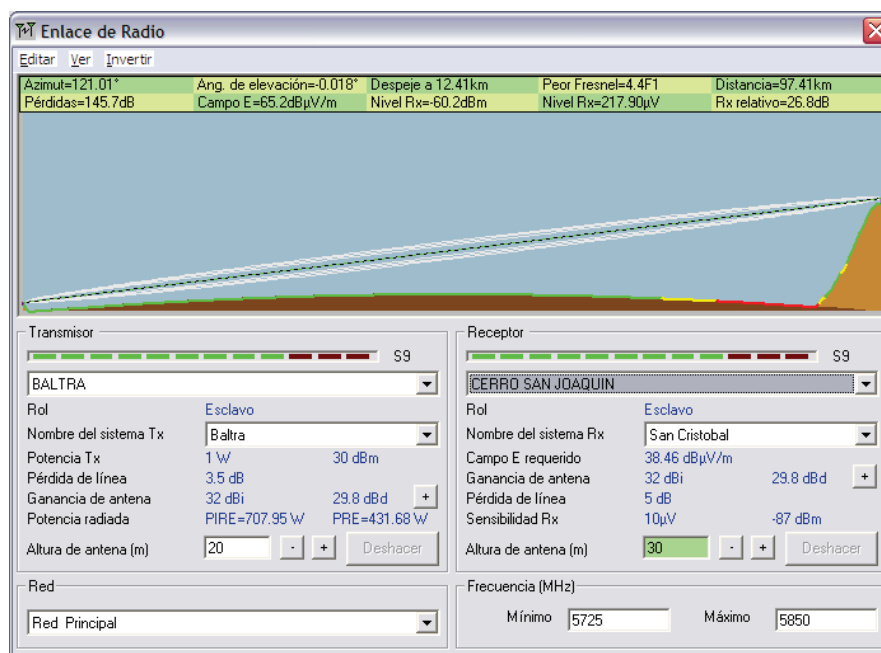 Enlace de Radio
Editar Ver Invertir
Azimut=121.01° Ang. de elevación=-0.018° Despeje a 12.41km Peor Fresnel=4.4F1 Distancia=97.41km
Pérdidas=145.7dB Campo E=65.2dBµV/m Nivel Rx=-60.2dBm Nivel Rx=217.90µV Rx relativo=26.8dB
Transmisor
S9
BALTRA
Rol Esclavo
Nombre del sistema Tx Baltra
Potencia Tx 1 W 30 dBm
Pérdida de línea 3.5 dB
Ganancia de antena 32 dBi 29.8 dBd +
Potencia radiada PIRE=707.95 W PRE=431.68 W
Altura de antena (m) 20 - + Deshacer
Red
Red Principal
Receptor
S9
CERRO SAN JOAQUIN
Rol Esclavo
Nombre del sistema Rx San Cristobal
Campo E requerido 38.46 dBµV/m
Ganancia de antena 32 dBi 29.8 dBd +
Pérdida de línea 5 dB
Sensibilidad Rx 10µV -87 dBm
Altura de antena (m) 30 - + Deshacer
Frecuencia (MHz)
Mínimo 5725 Máximo 5850